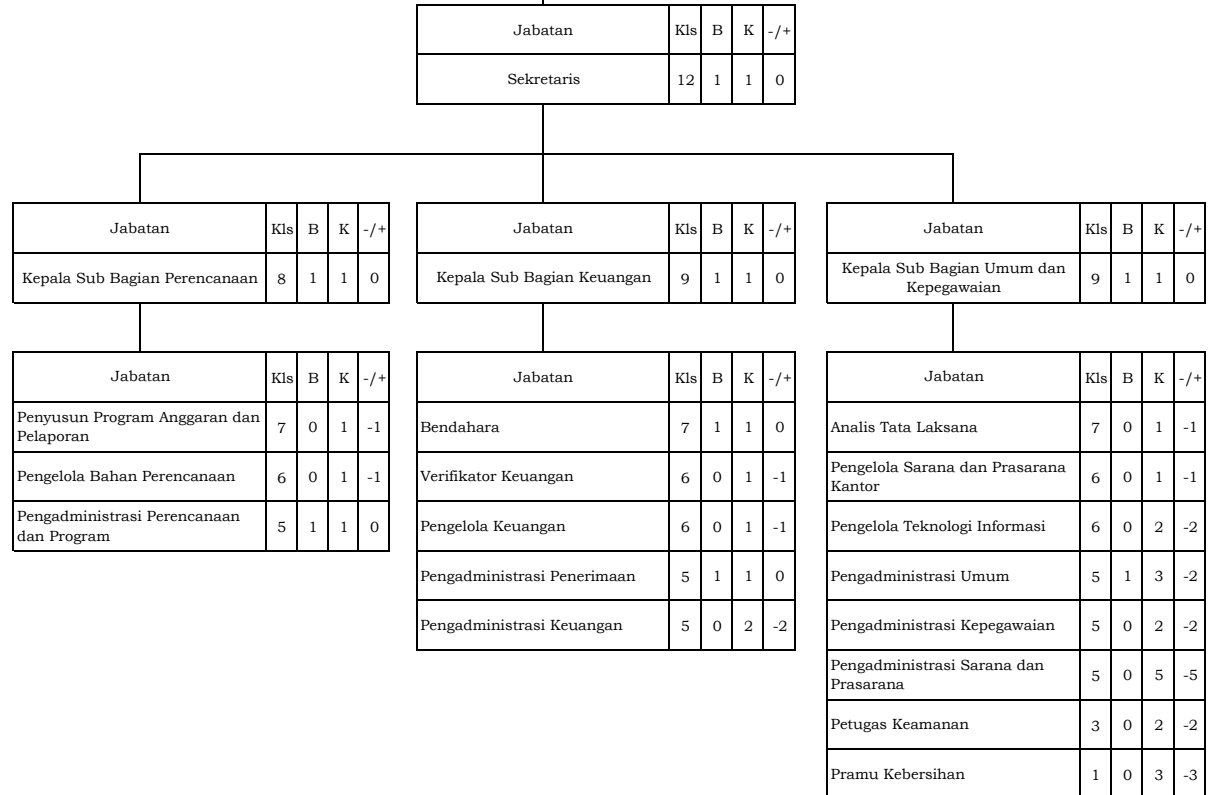 Jabatan Kls B K -/+
Sekretaris 12 1 1 0
Jabatan Kls B K -/+
Kepala Sub Bagian Perencanaan 8 1 1 0
Jabatan Kls B K -/+
Kepala Sub Bagian Keuangan 9 1 1 0
Jabatan Kls B K -/+
Kepala Sub Bagian Umum dan
Kepegawaian 9 1 1 0
Jabatan Kls B K -/+
Penyusun Program Anggaran dan
Pelaporan 7 0 1 -1
Pengelola Bahan Perencanaan 6 0 1 -1
Pengadministrasi Perencanaan
dan Program 5 1 1 0
Jabatan Kls B K -/+
Bendahara 7 1 1 0
Verifikator Keuangan 6 0 1 -1
Pengelola Keuangan 6 0 1 -1
Pengadministrasi Penerimaan 5 1 1 0
Pengadministrasi Keuangan 5 0 2 -2
Jabatan Kls B K -/+
Analis Tata Laksana 7 0 1 -1
Pengelola Sarana dan Prasarana
Kantor 6 0 1 -1
Pengelola Teknologi Informasi 6 0 2 -2
Pengadministrasi Umum 5 1 3 -2
Pengadministrasi Kepegawaian 5 0 2 -2
Pengadministrasi Sarana dan
Prasarana 5 0 5 -5
Petugas Keamanan 3 0 2 -2
Pramu Kebersihan 1 0 3 -3